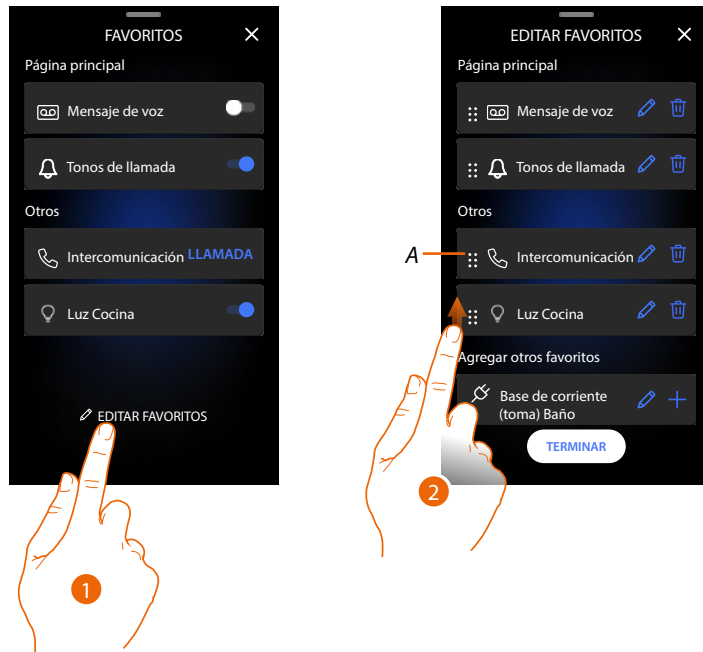 FAVORITOS
Página principal
Mensaje de voz
Tonos de llamada
Otros
Intercomunicación LLAMADA
Luz Cocina
EDITAR FAVORITOS
1
EDITAR FAVORITOS
Página principal
Mensaje de voz
Tonos de llamada
Otros
A
Intercomunicación
Luz Cocina
Agregar otros favoritos
Base de corriente
(toma) Baño
TERMINAR
2